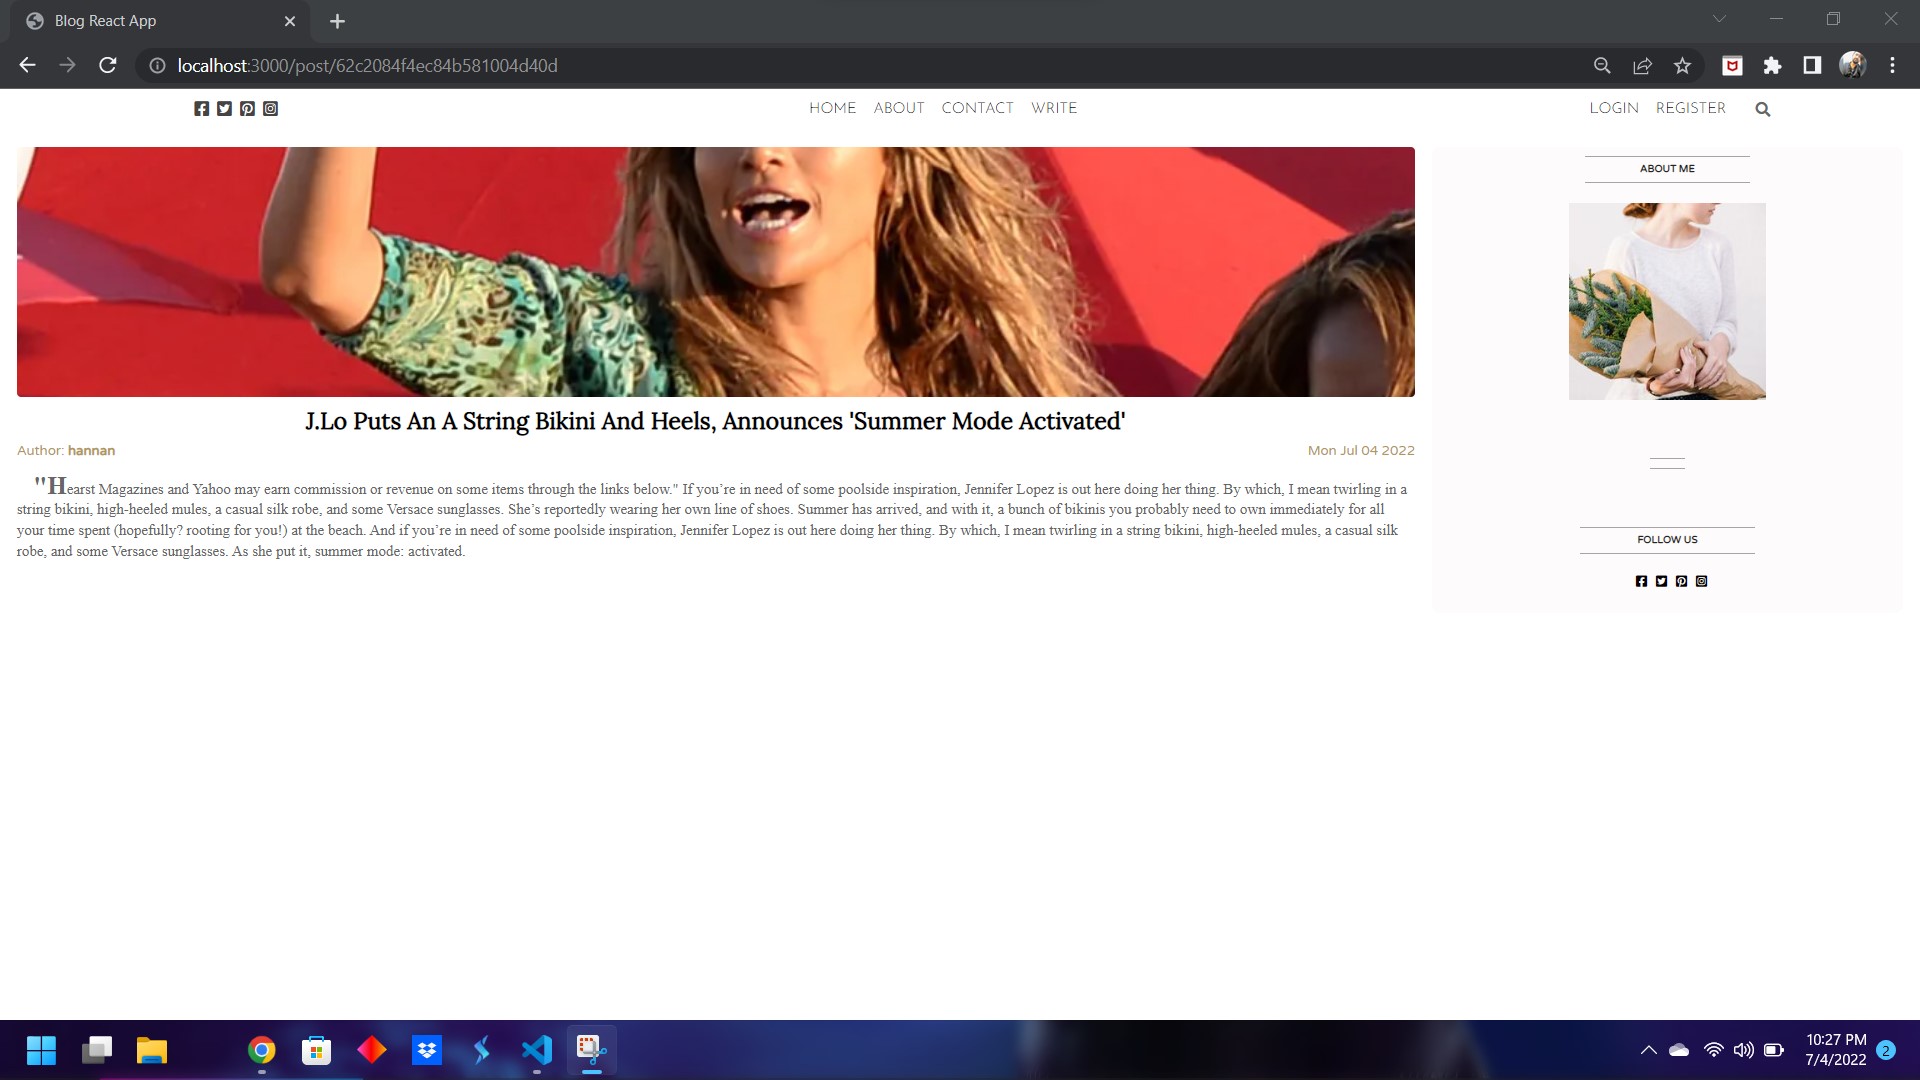 Blog React App
localhost:3000/post/62c2084f4ec84b581004d40d
HOME ABOUT CONTACT WRITE
LOGIN REGISTER
ABOUT ME
J.Lo Puts An A String Bikini And Heels, Announces 'Summer Mode Activated'
Author: hannan
Mon Jul 04 2022
"Hearst Magazines and Yahoo may earn commission or revenue on some items through the links below." If you’re in need of some poolside inspiration, Jennifer Lopez is out here doing her thing. By which, I mean twirling in a
string bikini, high-heeled mules, a casual silk robe, and some Versace sunglasses. She’s reportedly wearing her own line of shoes. Summer has arrived, and with it, a bunch of bikinis you probably need to own immediately for all
your time spent (hopefully? rooting for you!) at the beach. And if you’re in need of some poolside inspiration, Jennifer Lopez is out here doing her thing. By which, I mean twirling in a string bikini, high-heeled mules, a casual silk
robe, and some Versace sunglasses. As she put it, summer mode: activated.
FOLLOW US
10:27 PM
7/4/2022
2